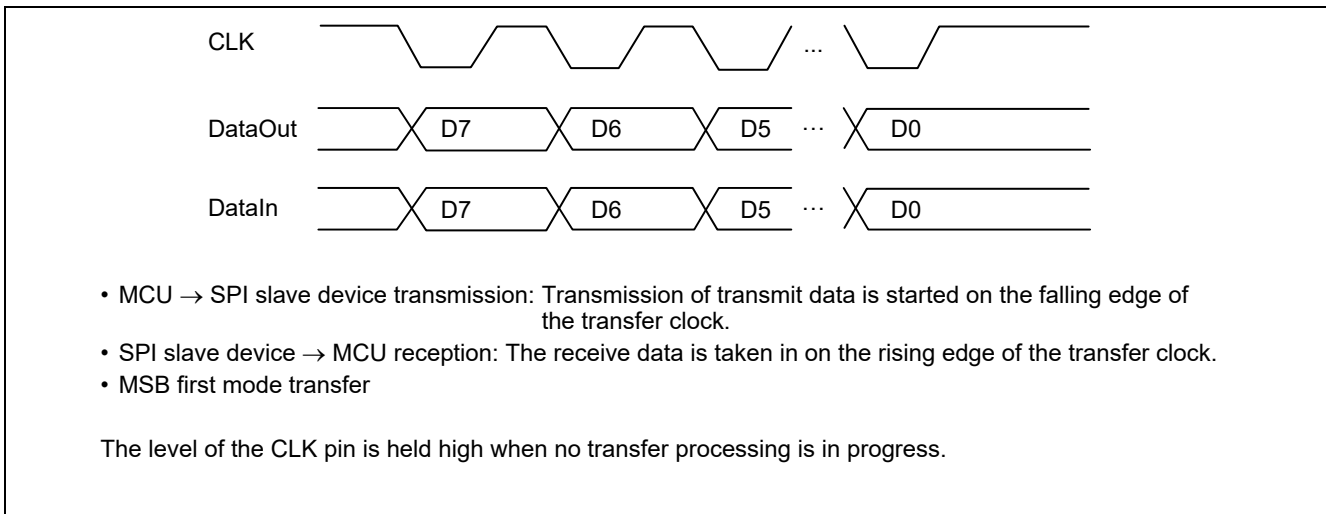 CLK ...
DataOut D7 D6 D5 ... D0
DataIn D7 D6 D5 ... D0
• MCU → SPI slave device transmission: Transmission of transmit data is started on the falling edge of
the transfer clock.
• SPI slave device → MCU reception: The receive data is taken in on the rising edge of the transfer clock.
• MSB first mode transfer
The level of the CLK pin is held high when no transfer processing is in progress.